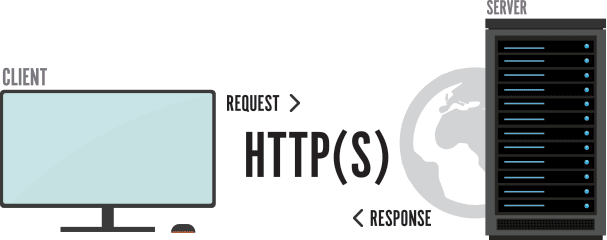 SERVER
CLIENT
REQUEST >
HTTP(S)
< RESPONSE